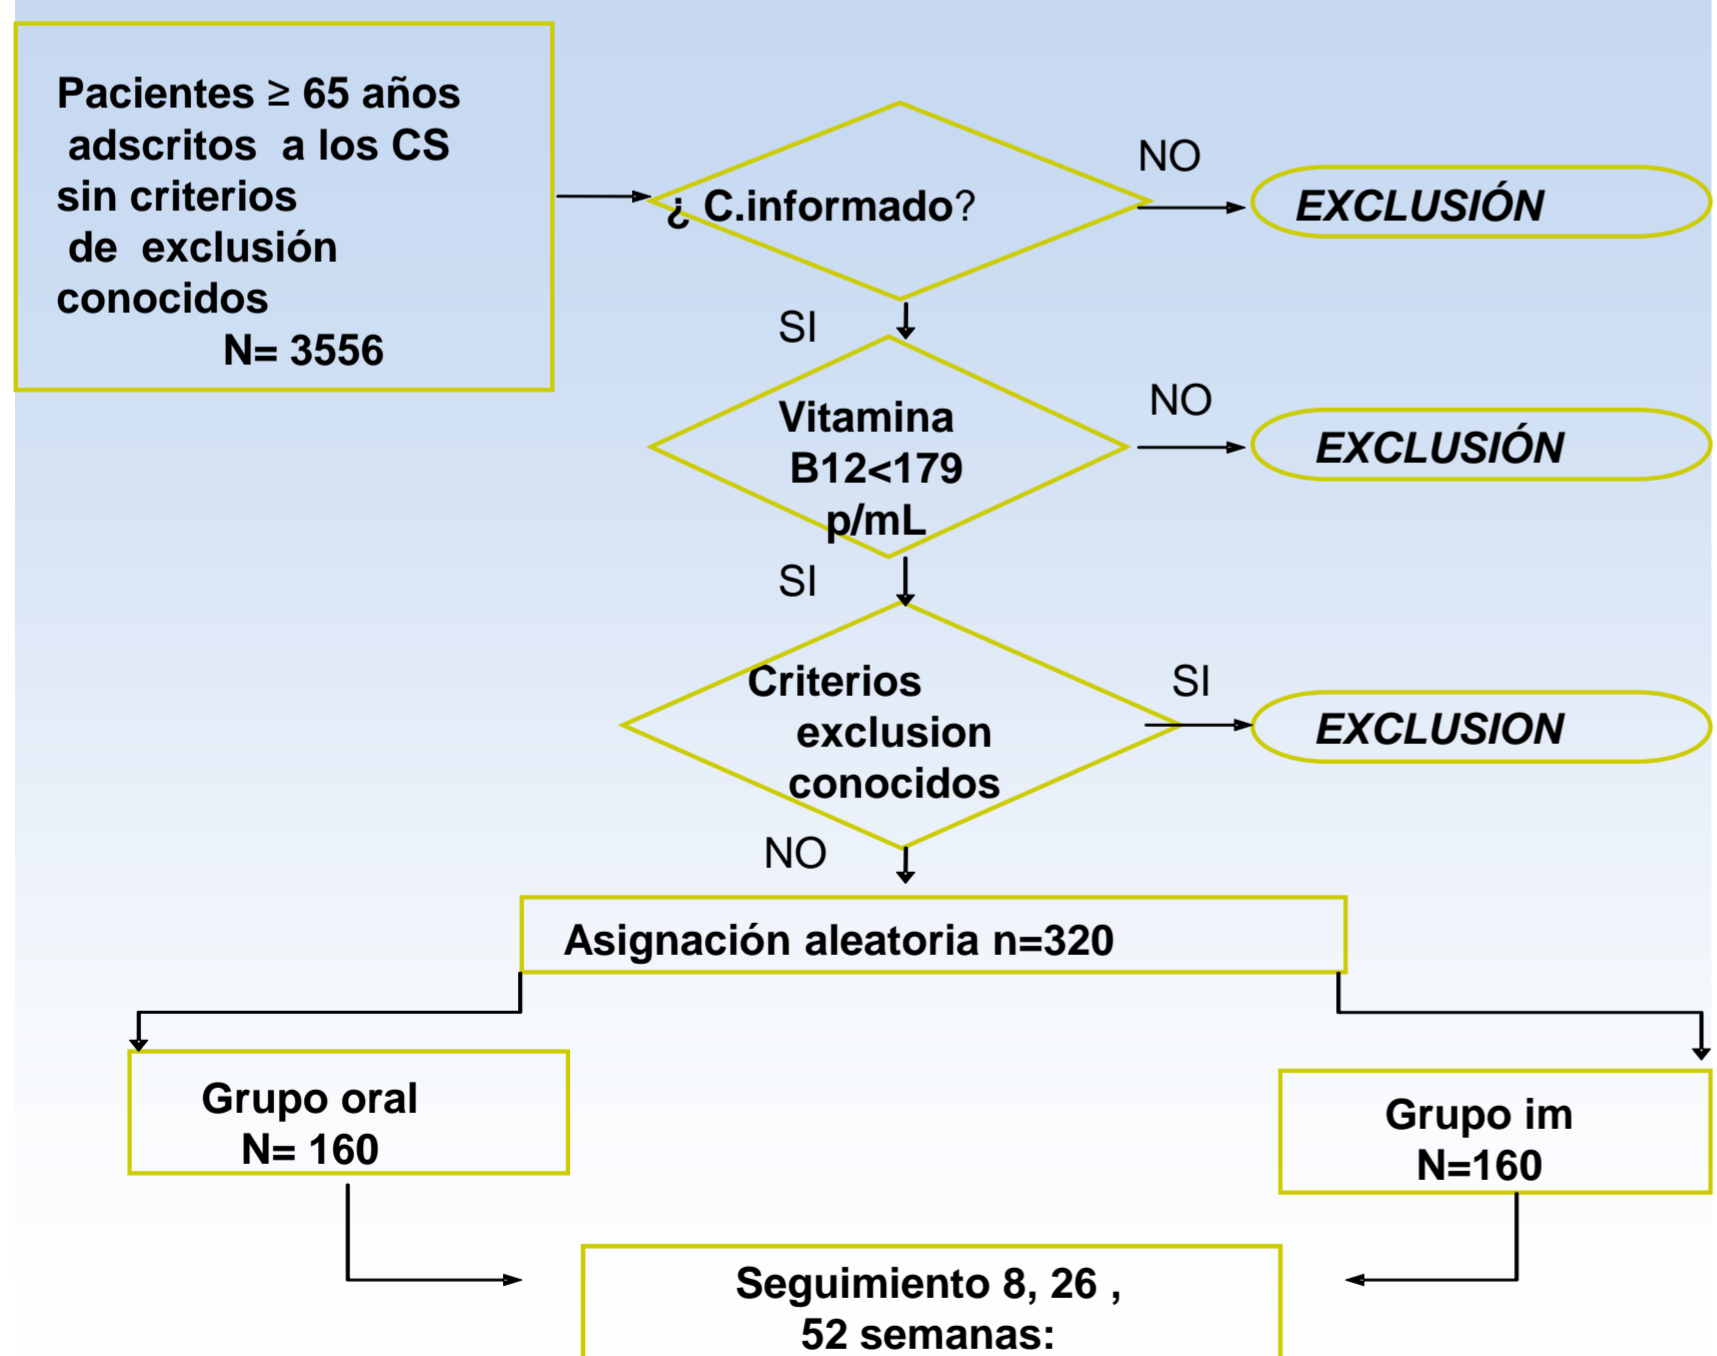 Pacientes ≥ 65 años
adscritos a los CS
sin criterios
de exclusión
conocidos
N= 3556
¿ C.informado?
NO
EXCLUSIÓN
SI
Vitamina
B12<179
p/mL
NO
EXCLUSIÓN
SI
Criterios
exclusion
conocidos
SI
EXCLUSION
NO
Asignación aleatoria n=320
Grupo oral
N= 160
Grupo im
N=160
Seguimiento 8, 26 ,
52 semanas: